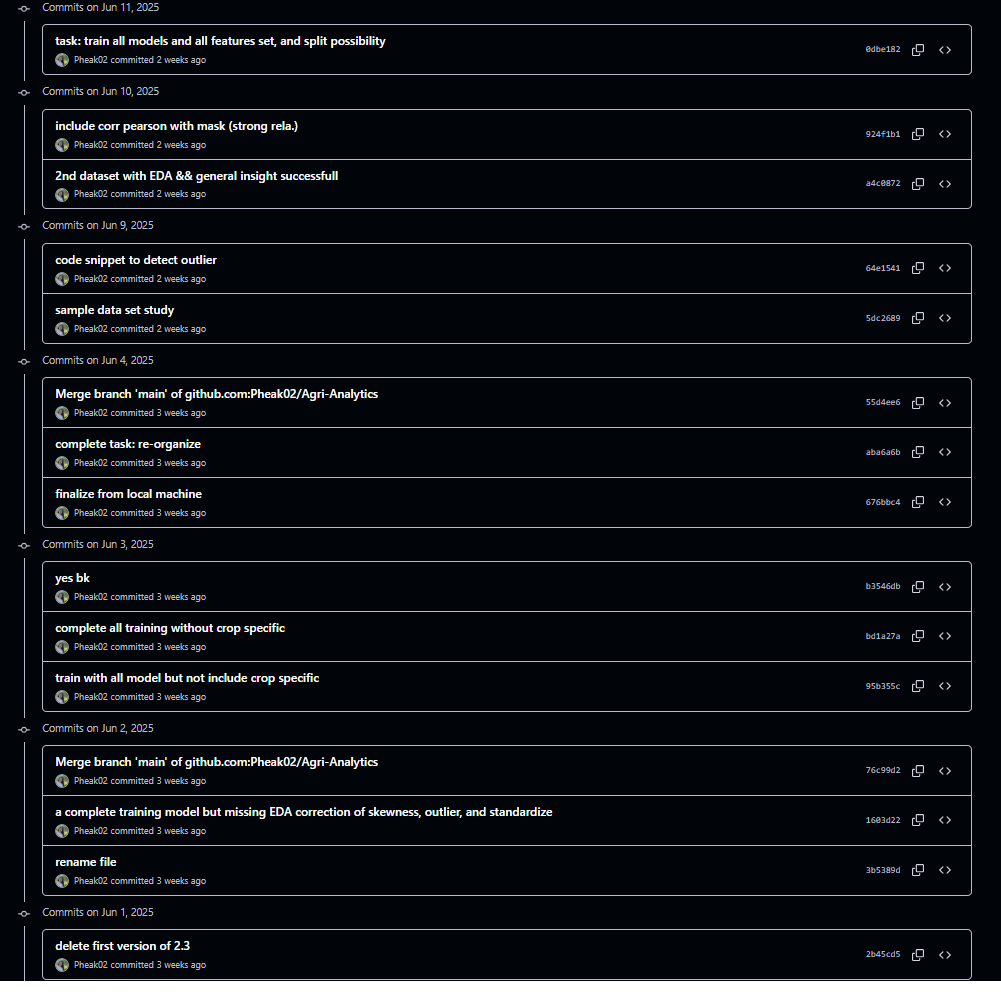 Commits on Jun 11, 2025
task: train all models and all features set, and split possibility
0dbe182
Pheak02 committed 2 weeks ago
Commits on Jun 10, 2025
include corr pearson with mask (strong rela.)
924f1b1
Pheak02 committed 2 weeks ago
2nd dataset with EDA && general insight successfull
a4c0872
Pheak02 committed 2 weeks ago
Commits on Jun 9, 2025
code snippet to detect outlier
64e1541
Pheak02 committed 2 weeks ago
sample data set study
5dc2689
Pheak02 committed 2 weeks ago
Commits on Jun 4, 2025
Merge branch 'main' of github.com:Pheak02/Agri-Analytics
55d4ee6
Pheak02 committed 3 weeks ago
complete task: re-organize
aba6a6b
Pheak02 committed 3 weeks ago
finalize from local machine
676bbc4
Pheak02 committed 3 weeks ago
Commits on Jun 3, 2025
yes bk
b3546db
Pheak02 committed 3 weeks ago
complete all training without crop specific
bd1a27a
Pheak02 committed 3 weeks ago
train with all model but not include crop specific
95b355c
Pheak02 committed 3 weeks ago
Commits on Jun 2, 2025
Merge branch 'main' of github.com:Pheak02/Agri-Analytics
76c99d2
Pheak02 committed 3 weeks ago
a complete training model but missing EDA correction of skewness, outlier, and standardize
1603d22
Pheak02 committed 3 weeks ago
rename file
3b5389d
Pheak02 committed 3 weeks ago
Commits on Jun 1, 2025
delete first version of 2.3
2b45cd5
Pheak02 committed 3 weeks ago